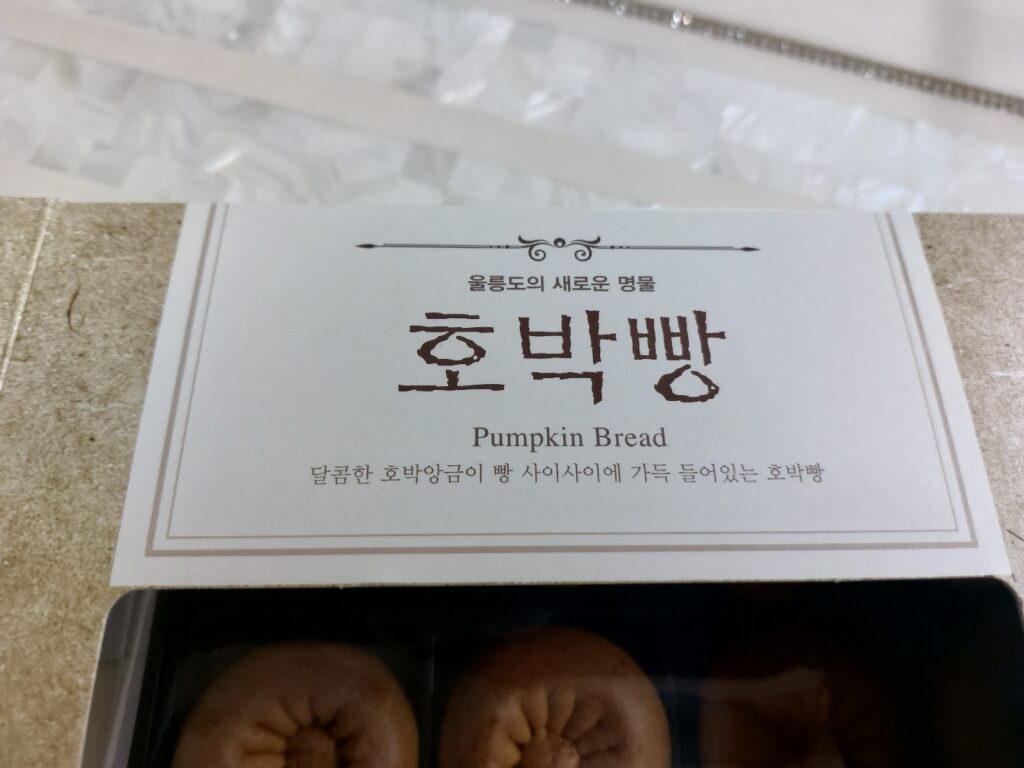 울릉도의 새로운 명물
호박빵
Pumpkin Bread
달콤한 호박앙금이 빵 사이사이에 가득 들어있는 호박빵